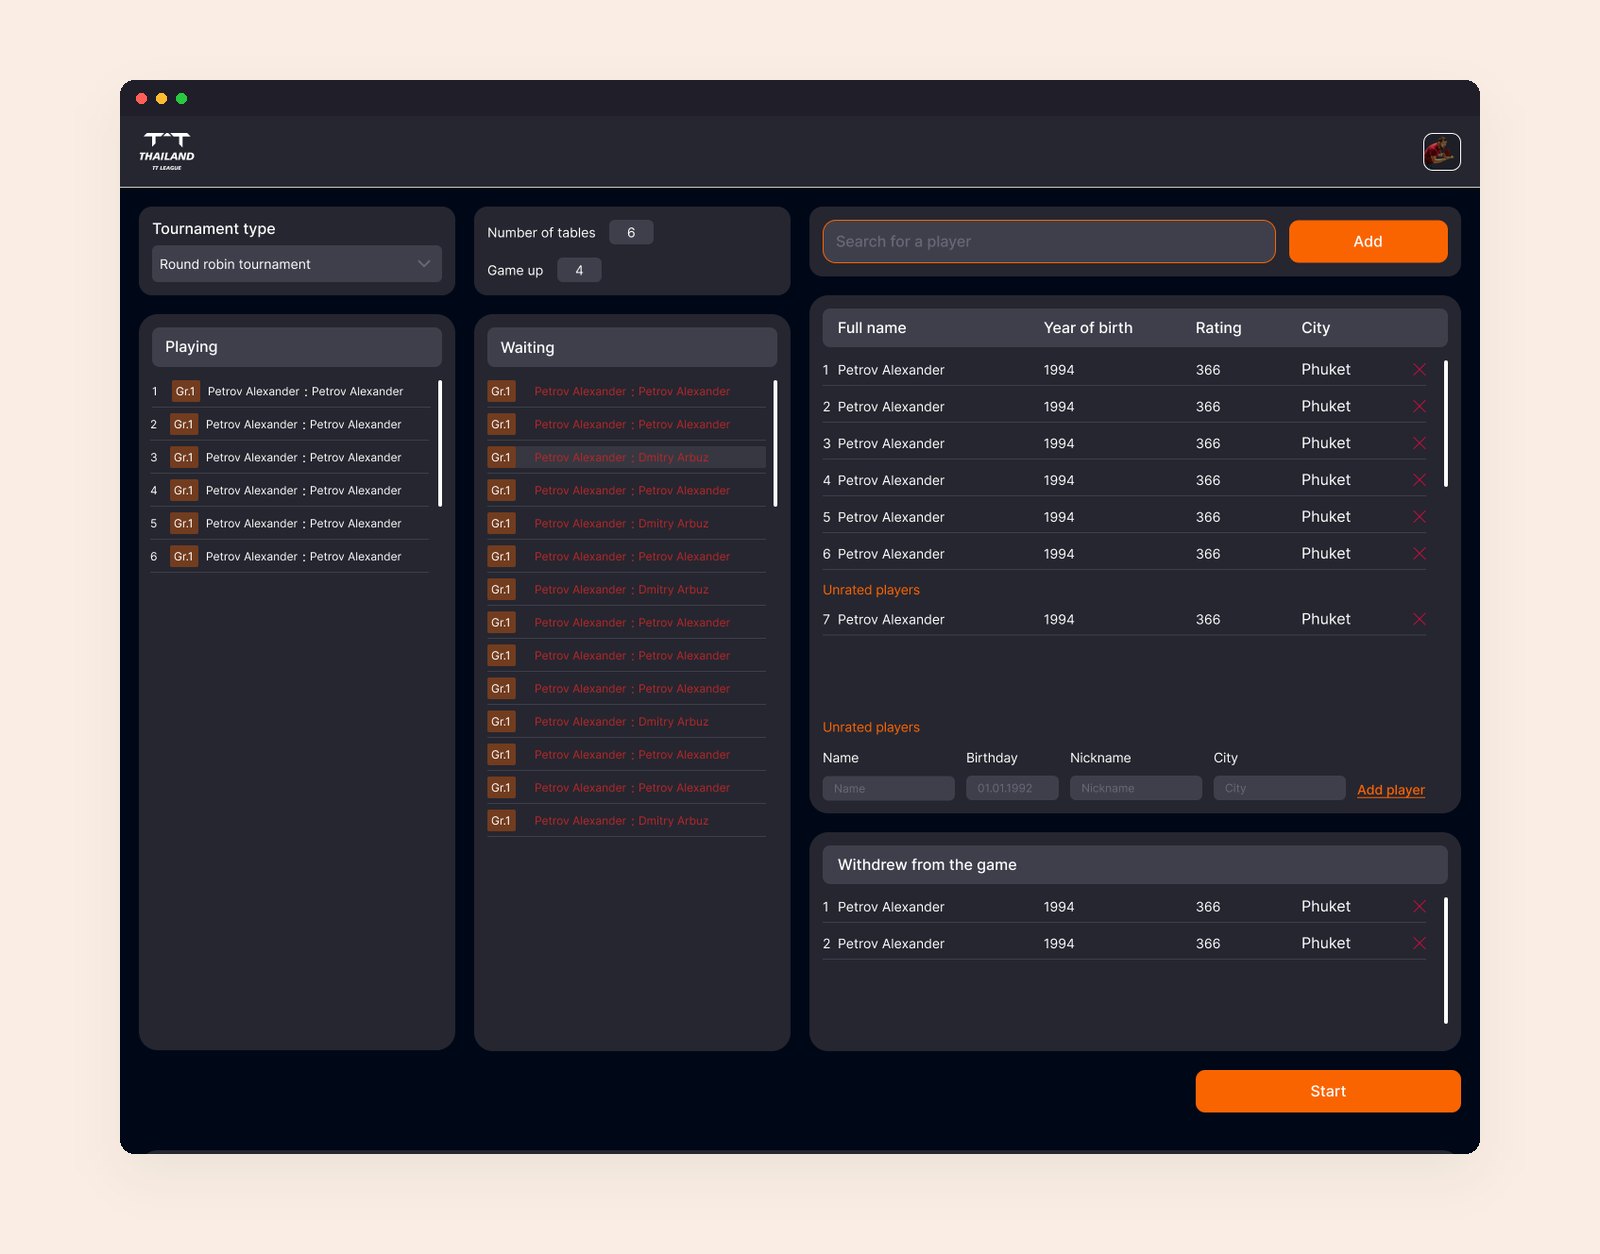 THAILAND
TT LEAGUE
Tournament type
Round robin tournament
Number of tables 6
Game up 4
Search for a player
Add
Playing
1 Gr.1 Petrov Alexander : Petrov Alexander
2 Gr.1 Petrov Alexander : Petrov Alexander
3 Gr.1 Petrov Alexander : Petrov Alexander
4 Gr.1 Petrov Alexander : Petrov Alexander
5 Gr.1 Petrov Alexander : Petrov Alexander
6 Gr.1 Petrov Alexander : Petrov Alexander
Waiting
Gr.1 Petrov Alexander : Petrov Alexander
Gr.1 Petrov Alexander : Petrov Alexander
Gr.1 Petrov Alexander : Dmitry Arbuz
Gr.1 Petrov Alexander : Petrov Alexander
Gr.1 Petrov Alexander : Dmitry Arbuz
Gr.1 Petrov Alexander : Petrov Alexander
Gr.1 Petrov Alexander : Dmitry Arbuz
Gr.1 Petrov Alexander : Petrov Alexander
Gr.1 Petrov Alexander : Petrov Alexander
Gr.1 Petrov Alexander : Petrov Alexander
Gr.1 Petrov Alexander : Dmitry Arbuz
Gr.1 Petrov Alexander : Petrov Alexander
Gr.1 Petrov Alexander : Petrov Alexander
Gr.1 Petrov Alexander : Dmitry Arbuz
Full name Year of birth Rating City
1 Petrov Alexander 1994 366 Phuket
2 Petrov Alexander 1994 366 Phuket
3 Petrov Alexander 1994 366 Phuket
4 Petrov Alexander 1994 366 Phuket
5 Petrov Alexander 1994 366 Phuket
6 Petrov Alexander 1994 366 Phuket
Unrated players
7 Petrov Alexander 1994 366 Phuket
Unrated players
Name Birthday Nickname City
Name 01.01.1992 Nickname City Add player
Withdrew from the game
1 Petrov Alexander 1994 366 Phuket
2 Petrov Alexander 1994 366 Phuket
Start